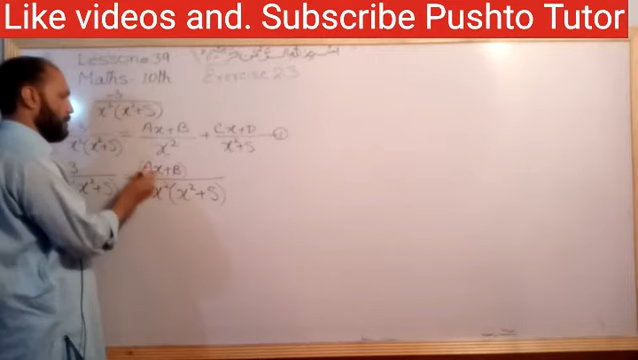 Like videos and. Subscribe Pushto Tutor
Lesson# 39
Maths - 10th Exercise 2.3
x²(x²+5)
x²(x²+5) = Ax+B / x² + Cx+D / x²+5 —①
3 / x²+5) = (Ax+B) / x²(x²+5)